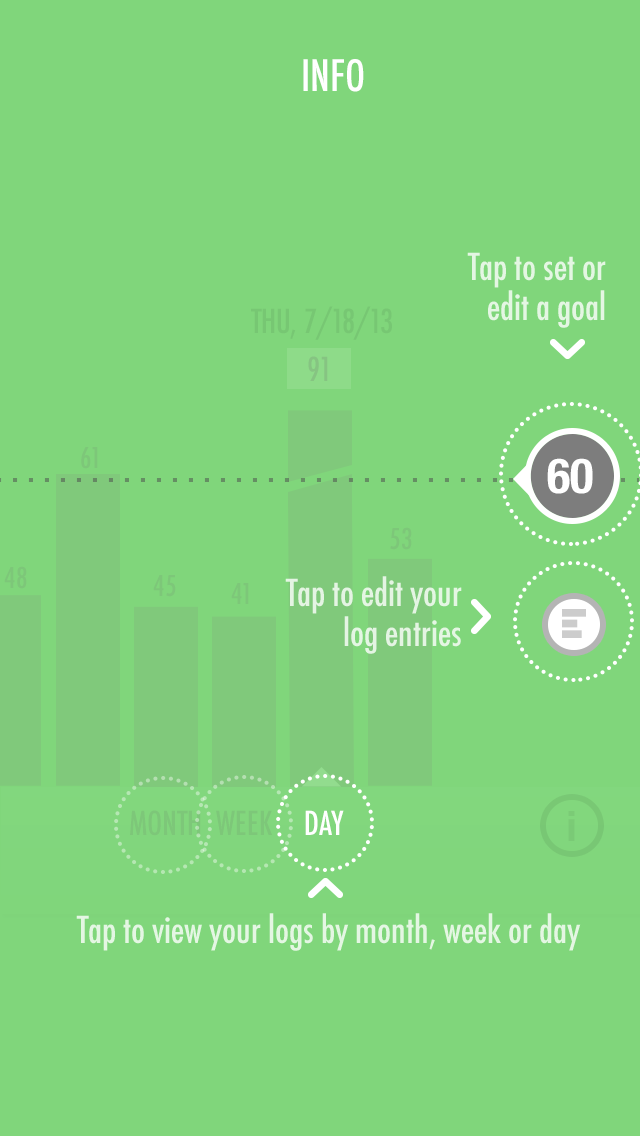 INFO
Tap to set or
edit a goal
THU, 7/18/13
91
61
60
53
48
45
41
Tap to edit your
log entries
MONTH
WEEK
DAY
i
Tap to view your logs by month, week or day